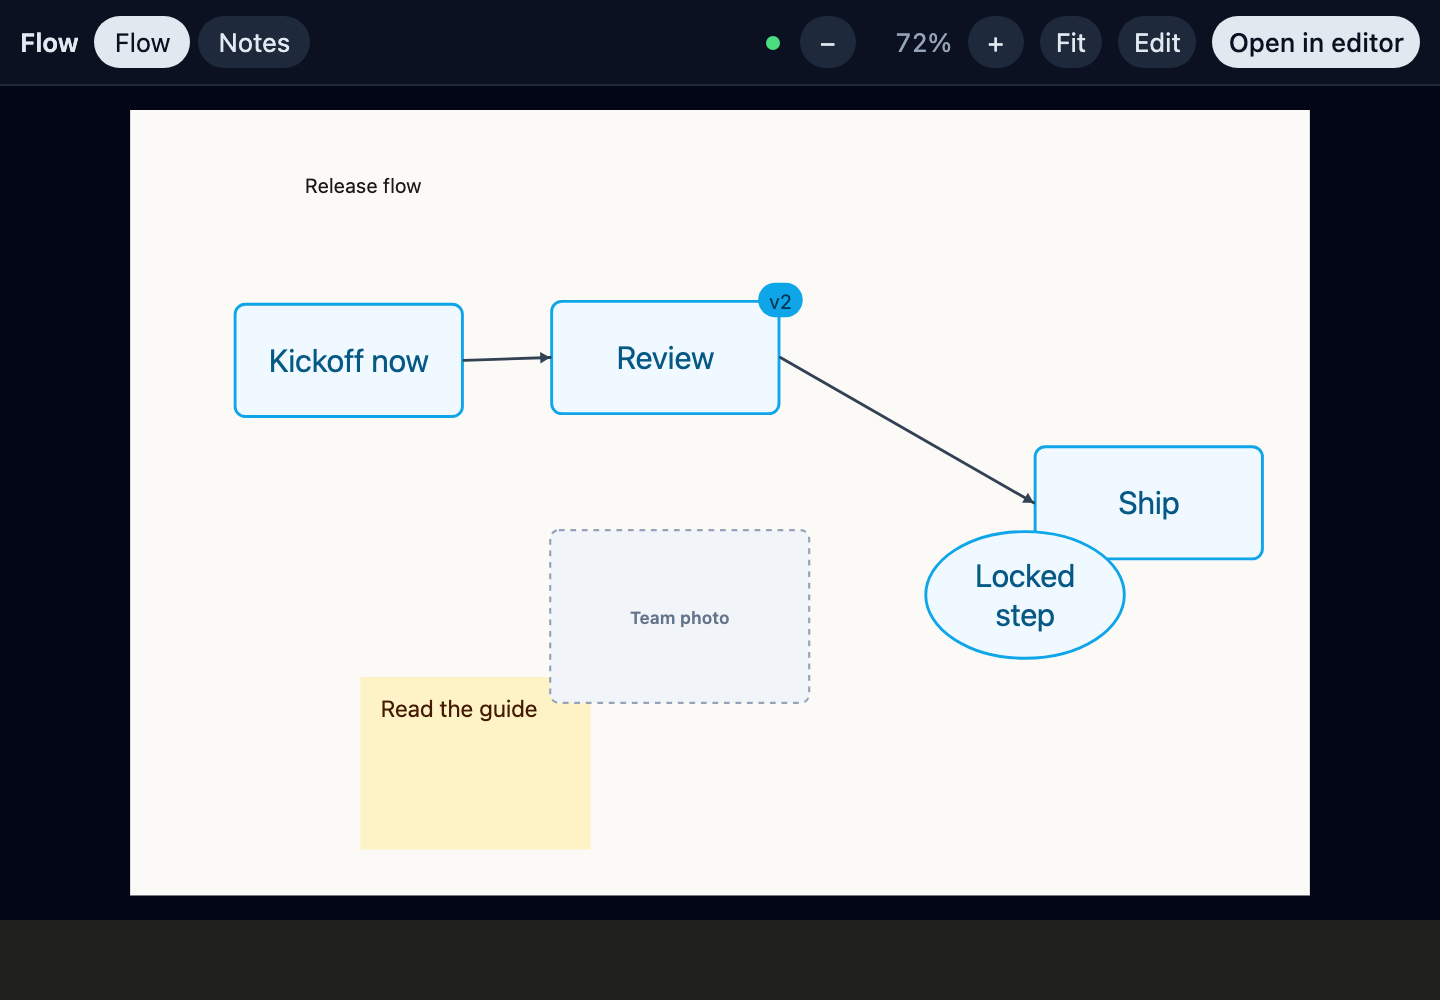 Flow
Flow
Notes
–
72%
+
Fit
Edit
Open in editor
Release flow
v2
Kickoff now
Review
Ship
Locked
step
Team photo
Read the guide